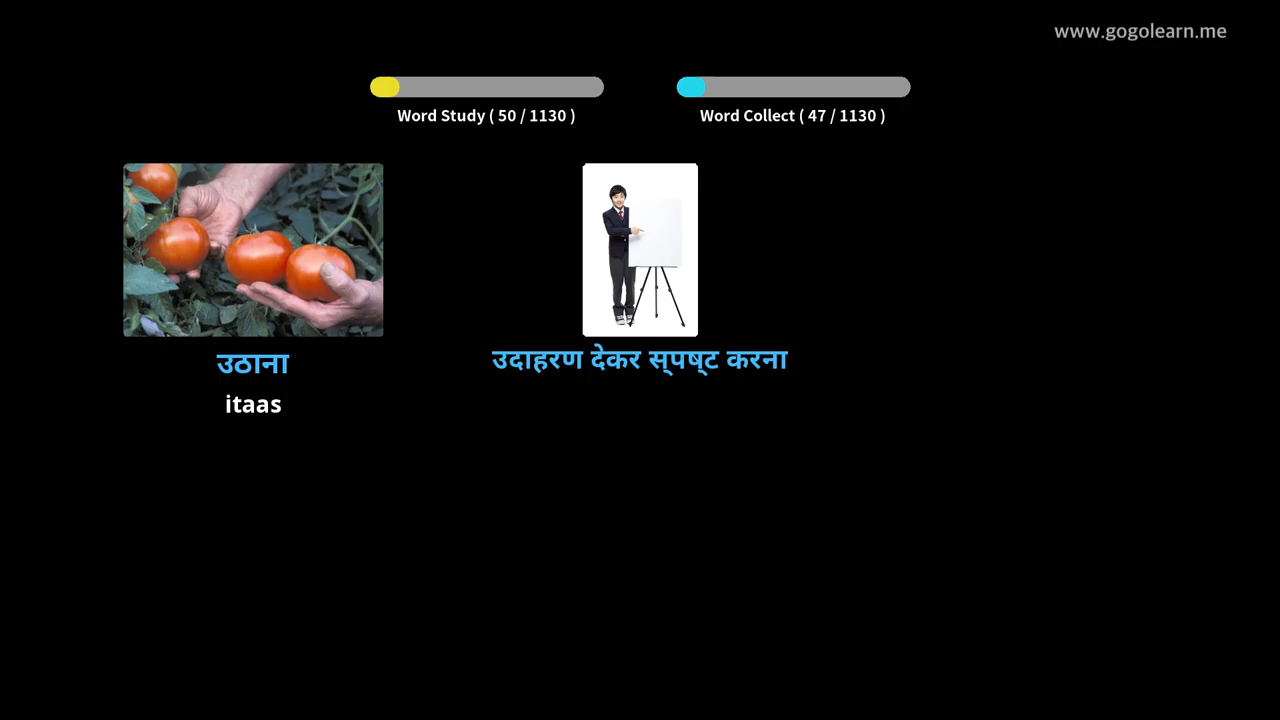 www.gogolearn.me
Word Study ( 50 / 1130 )
Word Collect ( 47 / 1130 )
उठाना
itaas
उदाहरण देकर स्पष्ट करना